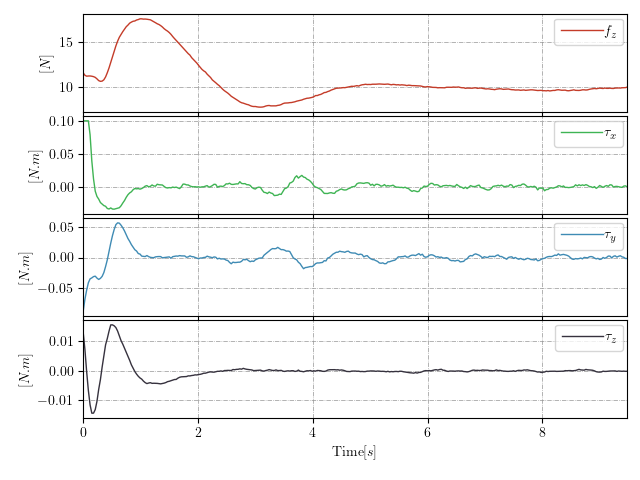 15
10
[N]
f_z
0.10
0.05
0.00
[N.m]
τ_x
0.05
0.00
−0.05
[N.m]
τ_y
0.01
0.00
−0.01
[N.m]
τ_z
0 2 4 6 8
Time[s]